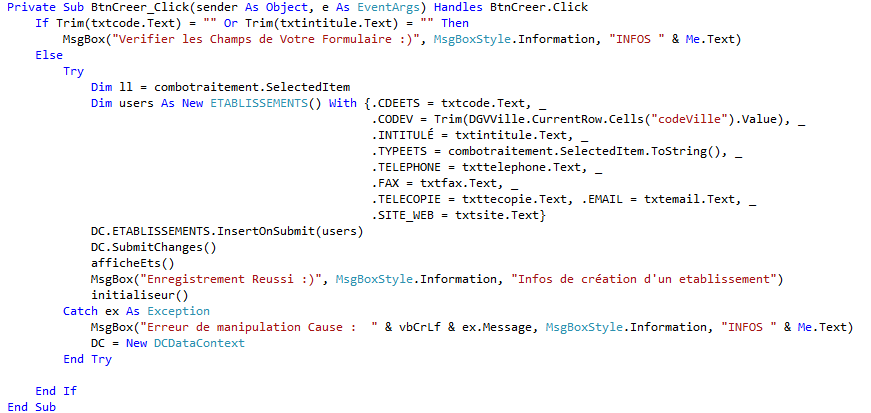 Private Sub BtnCreer_Click(sender As Object, e As EventArgs) Handles BtnCreer.Click
If Trim(txtcode.Text) = "" Or Trim(txtintitule.Text) = "" Then
MsgBox("Verifier les Champs de Votre Formulaire :)", MsgBoxStyle.Information, "INFOS " & Me.Text)
Else
Try
Dim ll = combotraitement.SelectedItem
Dim users As New ETABLISSEMENTS() With {.CDEETS = txtcode.Text, _
.CODEV = Trim(DGVVille.CurrentRow.Cells("codeVille").Value), _
.INTITULÉ = txtintitule.Text, _
.TYPEETS = combotraitement.SelectedItem.ToString(), _
.TELEPHONE = txttelephone.Text, _
.FAX = txtfax.Text, _
.TELECOPIE = txttecopie.Text, .EMAIL = txtemail.Text, _
.SITE_WEB = txtsite.Text}
DC.ETABLISSEMENTS.InsertOnSubmit(users)
DC.SubmitChanges()
afficheEts()
MsgBox("Enregistrement Reussi :)", MsgBoxStyle.Information, "Infos de création d'un etablissement")
initialiseur()
Catch ex As Exception
MsgBox("Erreur de manipulation Cause :  " & vbCrLf & ex.Message, MsgBoxStyle.Information, "INFOS " & Me.Text)
DC = New DCDataContext
End Try
End If
End Sub